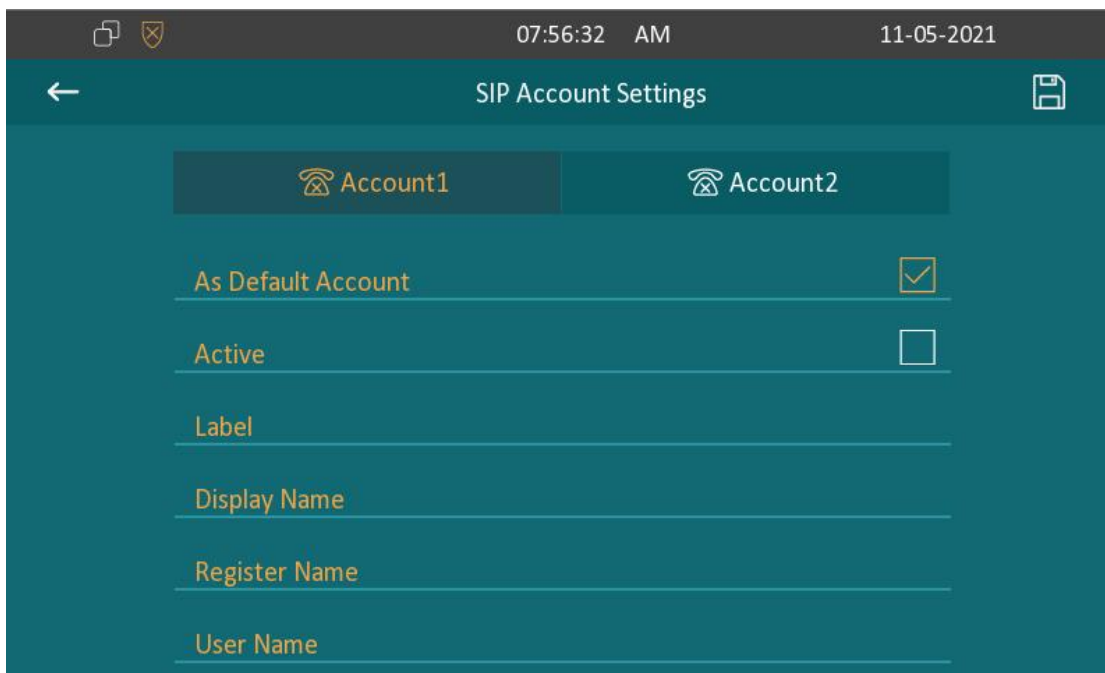 07:56:32 AM 11-05-2021
SIP Account Settings
Account1 Account2
As Default Account
Active
Label
Display Name
Register Name
User Name